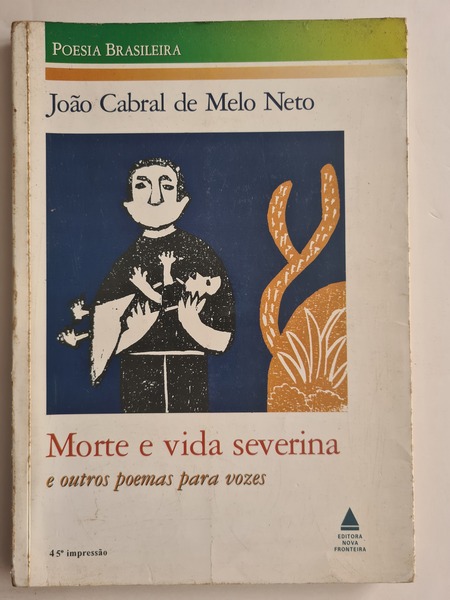 POESIA BRASILEIRA
João Cabral de Melo Neto
Morte e vida severina
e outros poemas para vozes
45ª impressão
EDITORA
NOVA
FRONTEIRA